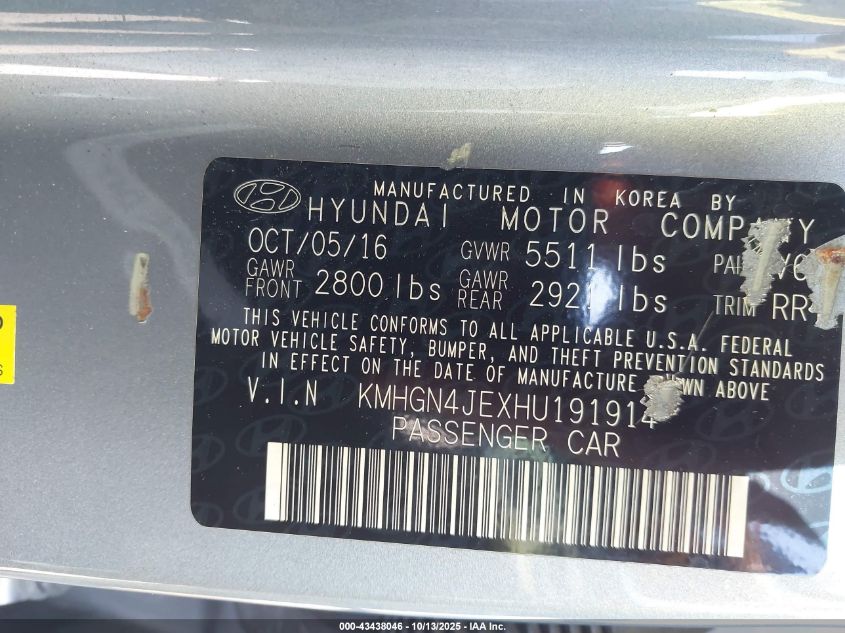 MANUFACTURED IN KOREA BY
HYUNDAI MOTOR COMPANY
OCT/05/16 GVWR 5511 lbs
GAWR FRONT 2800 lbs GAWR REAR lbs TRIM RR
THIS VEHICLE CONFORMS TO ALL APPLICABLE U.S.A. FEDERAL
MOTOR VEHICLE SAFETY, BUMPER, AND THEFT PREVENTION STANDARDS
IN EFFECT ON THE DATE OF MANUFACTURE SHOWN ABOVE
V.I.N KMHGN4JEXHU191914
PASSENGER CAR
000-43438046 - 10/13/2025 - IAA Inc.